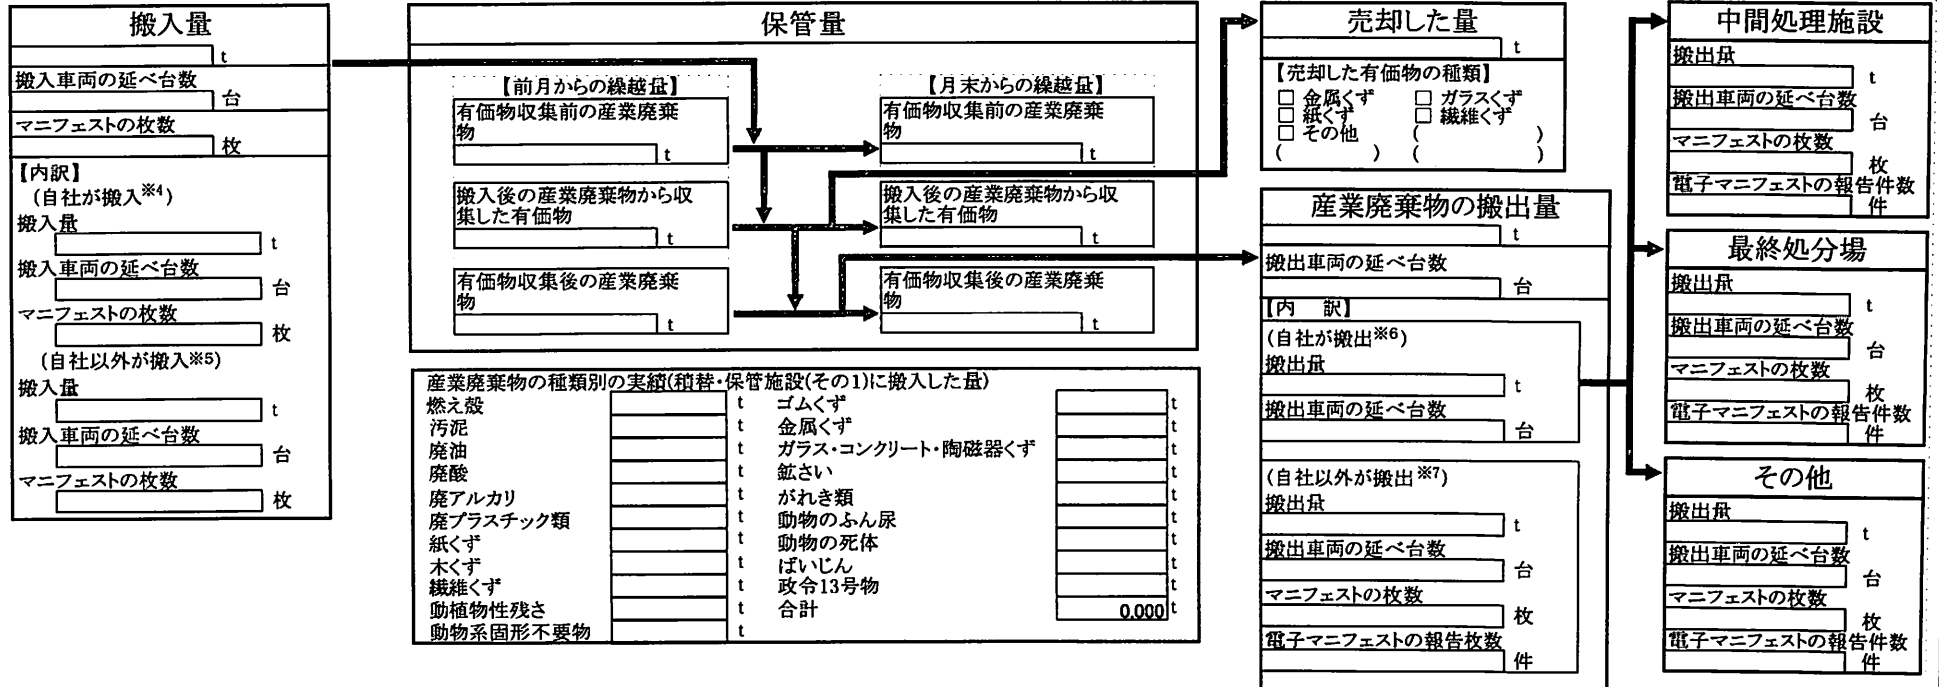 搬入量
t
搬入車両の延べ台数
台
マニフェストの枚数
枚
【内訳】
(自社が搬入※4)
搬入量
t
搬入車両の延べ台数
台
マニフェストの枚数
枚
(自社以外が搬入※5)
搬入量
t
搬入車両の延べ台数
台
マニフェストの枚数
枚
保管量
【前月からの繰越量】
有価物収集前の産業廃棄
物
t
搬入後の産業廃棄物から収
集した有価物
t
有価物収集後の産業廃棄
物
t
【月末からの繰越量】
有価物収集前の産業廃棄
物
t
搬入後の産業廃棄物から収
集した有価物
t
有価物収集後の産業廃棄
物
t
産業廃棄物の種類別の実績(積替・保管施設(その1)に搬入した量)
燃え殻 t
汚泥 t
廃油 t
廃酸 t
廃アルカリ t
廃プラスチック類 t
紙くず t
木くず t
繊維くず t
動植物性残さ t
動物系固形不要物 t
ゴムくず t
金属くず t
ガラス・コンクリート・陶磁器くず t
鉱さい t
がれき類 t
動物のふん尿 t
動物の死体 t
ばいじん t
政令13号物 t
合計 0.000 t
売却した量
t
【売却した有価物の種類】
□ 金属くず □ ガラスくず
□ 紙くず □ 繊維くず
□ その他 ( )
( ) ( )
産業廃棄物の搬出量
t
搬出車両の延べ台数
台
【内 訳】
(自社が搬出※6)
搬出量
t
搬出車両の延べ台数
台
(自社以外が搬出※7)
搬出量
t
搬出車両の延べ台数
台
マニフェストの枚数
枚
電子マニフェストの報告枚数
件
中間処理施設
搬出量
t
搬出車両の延べ台数
台
マニフェストの枚数
枚
電子マニフェストの報告件数
件
最終処分場
搬出量
t
搬出車両の延べ台数
台
マニフェストの枚数
枚
電子マニフェストの報告件数
件
その他
搬出量
t
搬出車両の延べ台数
台
マニフェストの枚数
枚
電子マニフェストの報告件数
件